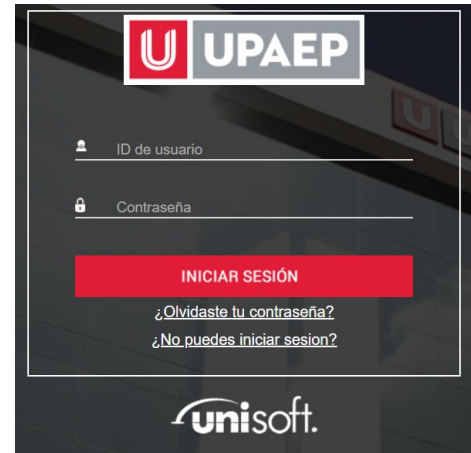 U UPAEP
ID de usuario
Contraseña
INICIAR SESIÓN
¿Olvidaste tu contraseña?
¿No puedes iniciar sesion?
unisoft.